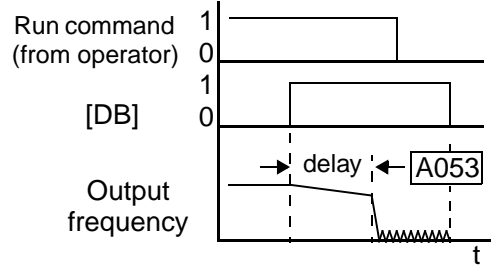 Run command 1
(from operator) 0
1
[DB] 0
delay A053
Output
frequency
t